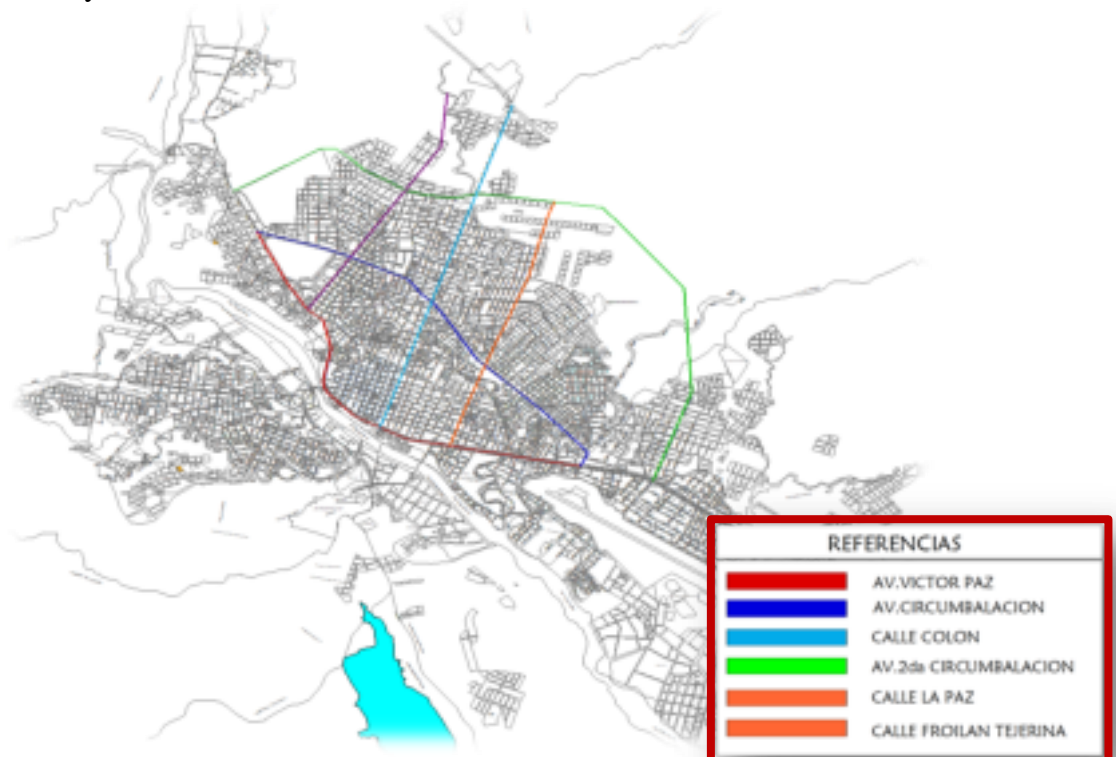 REFERENCIAS
AV.VICTOR PAZ
AV.CIRCUMBALACION
CALLE COLON
AV.2da CIRCUMBALACION
CALLE LA PAZ
CALLE FROILAN TEJERINA